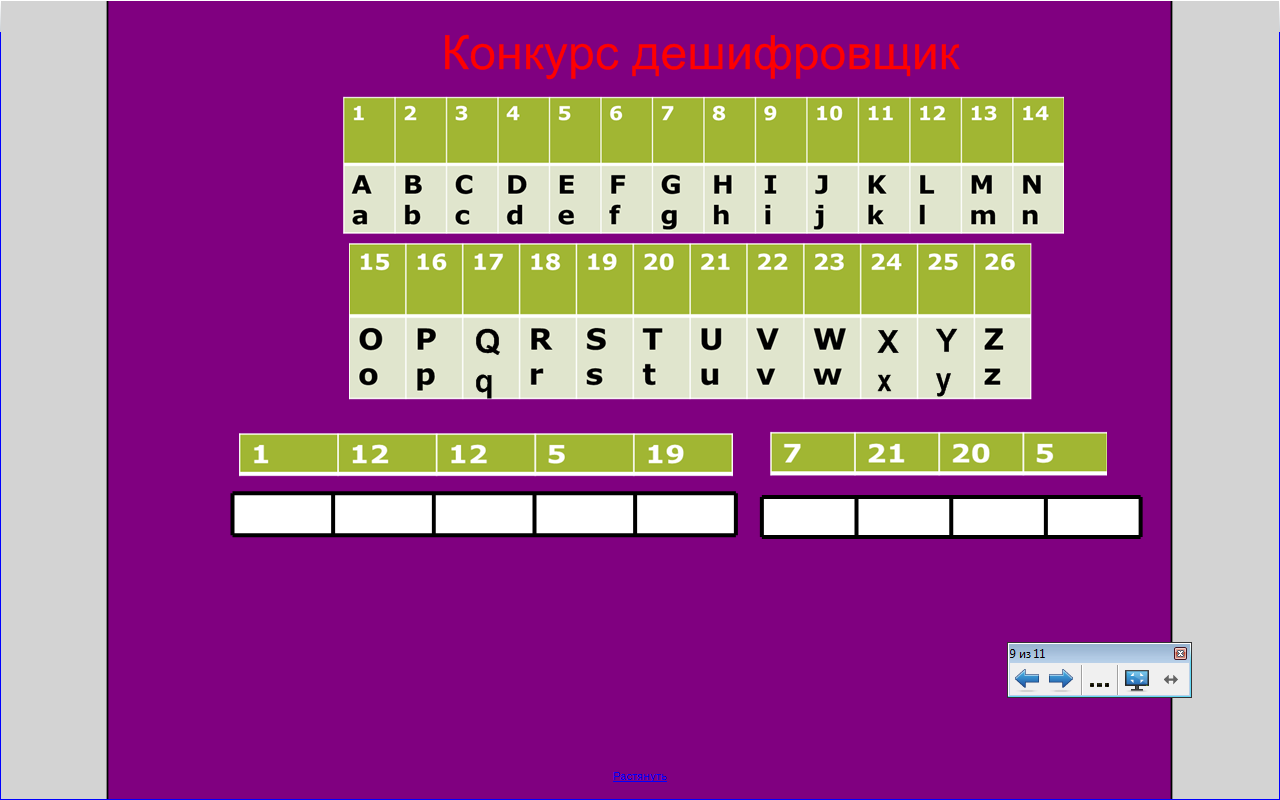 Конкурс дешифровщик
1 2 3 4 5 6 7 8 9 10 11 12 13 14
A B C D E F G H I J K L M N
a b c d e f g h i j k l m n
15 16 17 18 19 20 21 22 23 24 25 26
O P Q R S T U V W X Y Z
o p q r s t u v w x y z
1 12 12 5 19 7 21 20 5
9 из 11
...
Растянуть